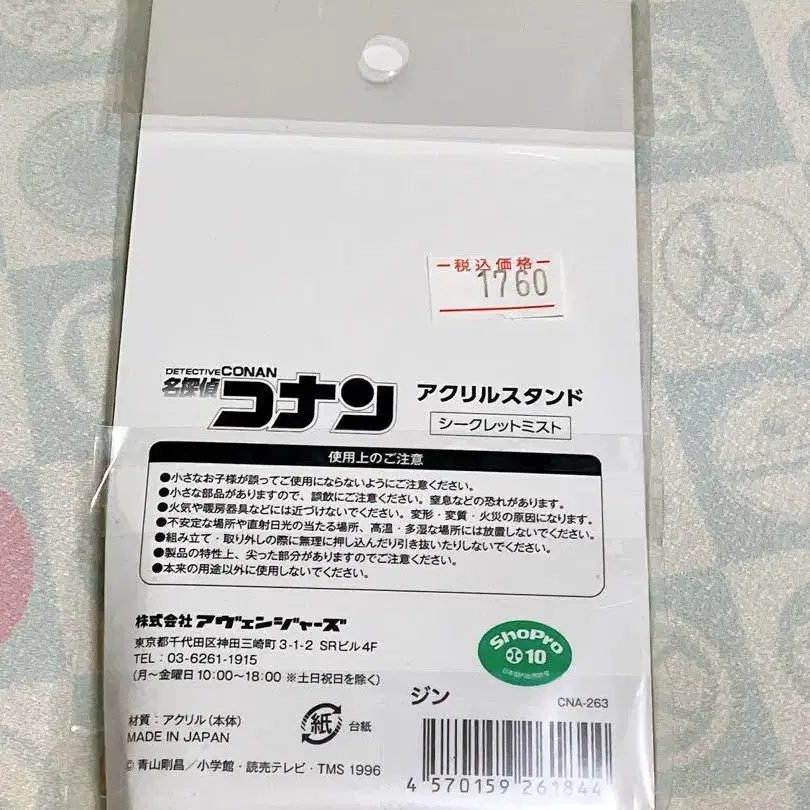 税込価格
1760
DETECTIVE CONAN
名探偵コナン アクリルスタンド
シークレットミスト
使用上のご注意
●小さなお子様が誤ってご使用にならないようにご注意ください。
●小さな部品がありますので、誤飲にご注意ください。窒息などの恐れがあります。
●火気や暖房器具などには近づけないでください。変形・変質・火災の原因になります。
●不安定な場所や直射日光の当たる場所、高温・多湿な場所には放置しないでください。
●組み立て・取り外しの際に無理に押し込んだり引き抜いたりしないでください。
●製品の特性上、尖った部分がありますのでご注意ください。
●本来の用途以外に使用しないでください。
株式会社アヴェンジャーズ
東京都千代田区神田三崎町3-1-2 SRビル4F
TEL:03-6261-1915
(月~金曜日10:00~18:00 ※土日祝日を除く)
ShoPro
10
ジン
CNA-263
材質:アクリル(本体)
MADE IN JAPAN
紙 台紙
© 青山剛昌/小学館・読売テレビ・TMS 1996
4 570159 261844